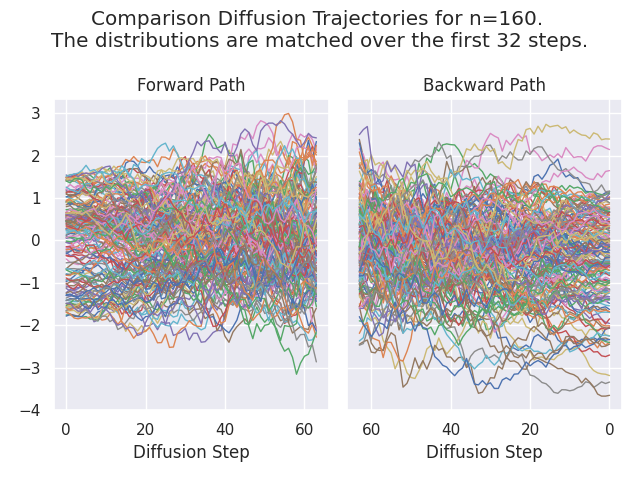 Comparison Diffusion Trajectories for n=160.
The distributions are matched over the first 32 steps.
Forward Path
Backward Path
3
2
1
0
−1
−2
−3
−4
0 20 40 60
60 40 20 0
Diffusion Step
Diffusion Step